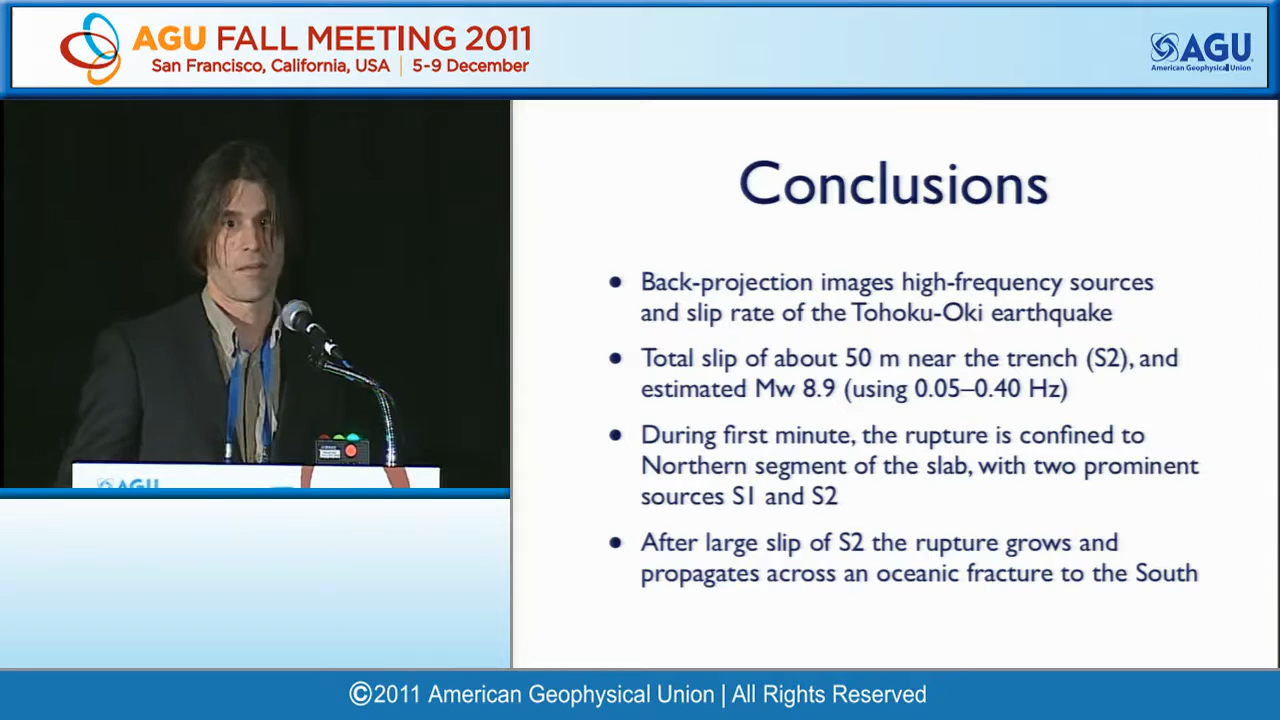 AGU FALL MEETING 2011
San Francisco, California, USA | 5-9 December
AGU
American Geophysical Union
Conclusions
• Back-projection images high-frequency sources
and slip rate of the Tohoku-Oki earthquake
• Total slip of about 50 m near the trench (S2), and
estimated Mw 8.9 (using 0.05–0.40 Hz)
• During first minute, the rupture is confined to
Northern segment of the slab, with two prominent
sources S1 and S2
• After large slip of S2 the rupture grows and
propagates across an oceanic fracture to the South
AGU
©2011 American Geophysical Union | All Rights Reserved